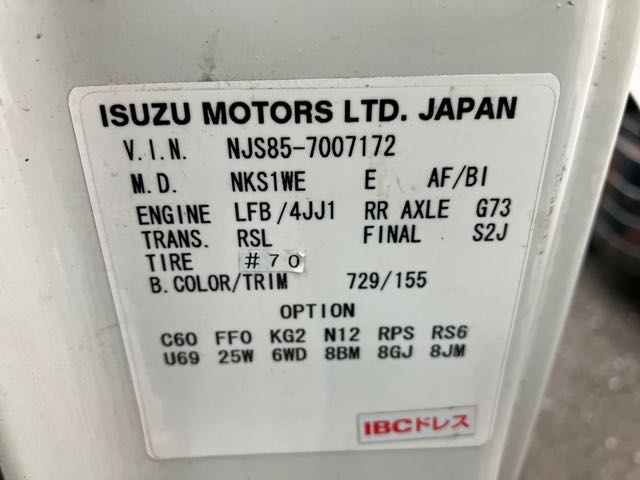 ISUZU MOTORS LTD. JAPAN
V.I.N. NJS85-7007172
M.D. NKS1WE E AF/BI
ENGINE LFB/4JJ1 RR AXLE G73
TRANS. RSL FINAL S2J
TIRE #70
B.COLOR/TRIM 729/155
OPTION
C60 FF0 KG2 N12 RPS RS6
U69 25W 6WD 8BM 8GJ 8JM
IBCドレス